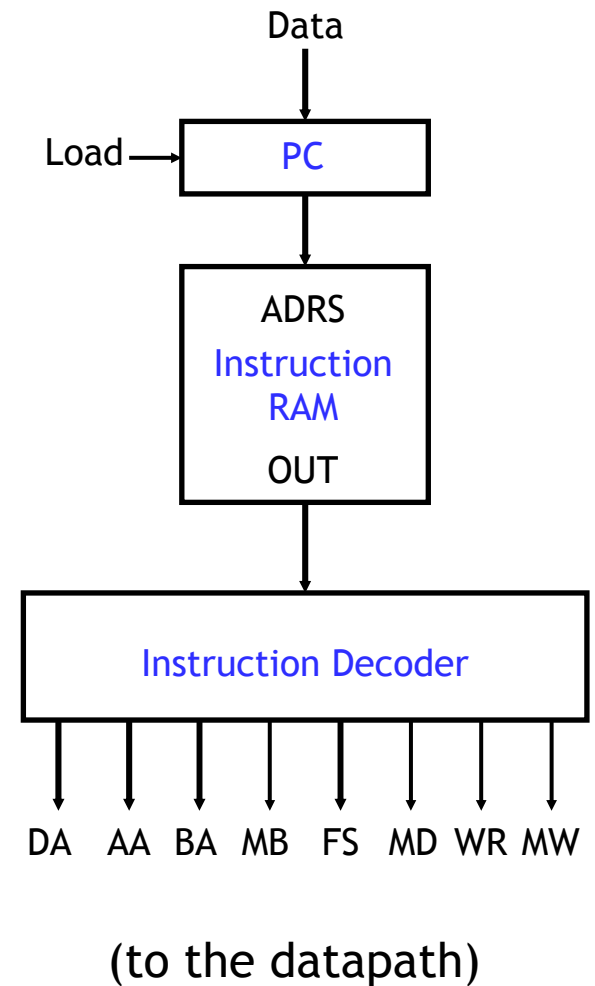 Data
Load
PC
ADRS
Instruction
RAM
OUT
Instruction Decoder
DA AA BA MB FS MD WR MW
(to the datapath)